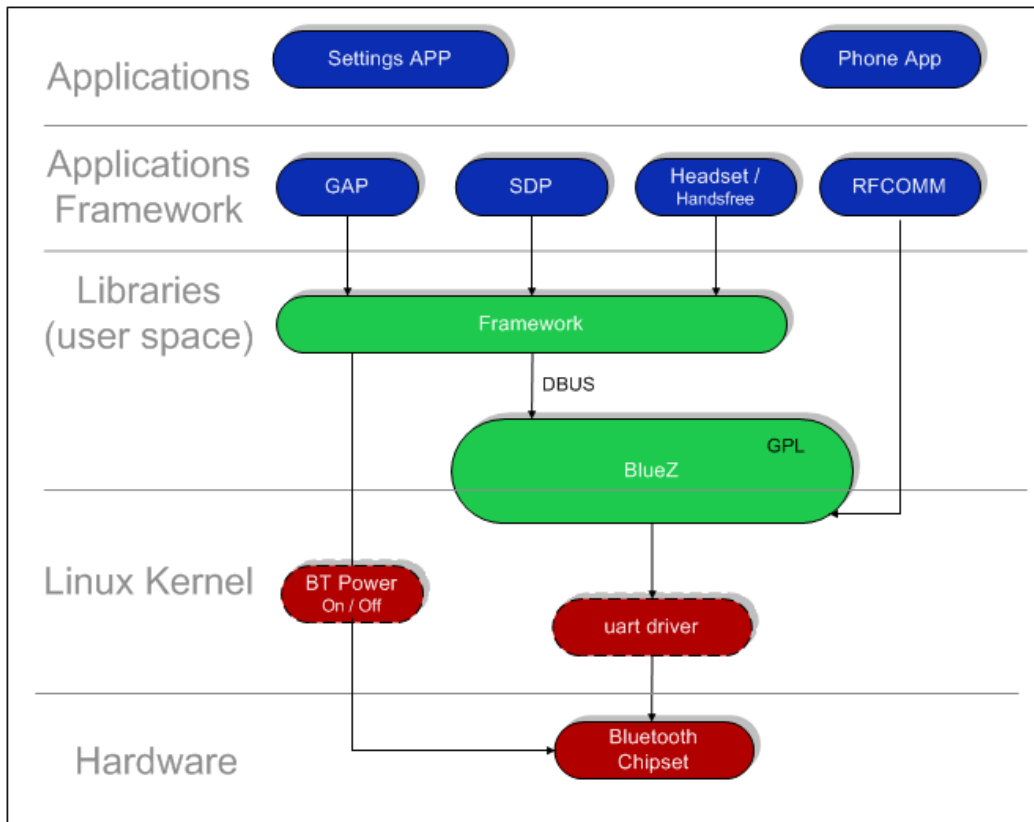 Applications
Settings APP
Phone App
Applications
Framework
GAP
SDP
Headset /
Handsfree
RFCOMM
Libraries
(user space)
Framework
DBUS
GPL
BlueZ
Linux Kernel
BT Power
On / Off
uart driver
Hardware
Bluetooth
Chipset